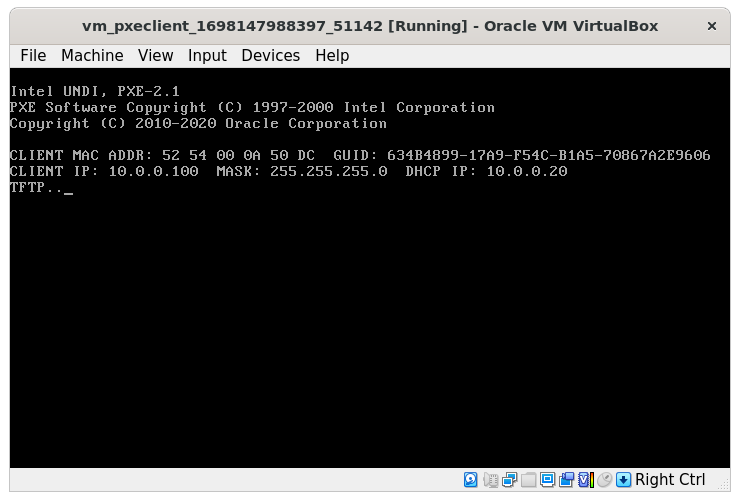 vm_pxeclient_1698147988397_51142 [Running] - Oracle VM VirtualBox ×
File Machine View Input Devices Help
Intel UNDI, PXE-2.1
PXE Software Copyright (C) 1997-2000 Intel Corporation
Copyright (C) 2010-2020 Oracle Corporation
CLIENT MAC ADDR: 52 54 00 0A 50 DC GUID: 634B4899-17A9-F54C-B1A5-70867A2E9606
CLIENT IP: 10.0.0.100 MASK: 255.255.255.0 DHCP IP: 10.0.0.20
TFTP.._
Right Ctrl